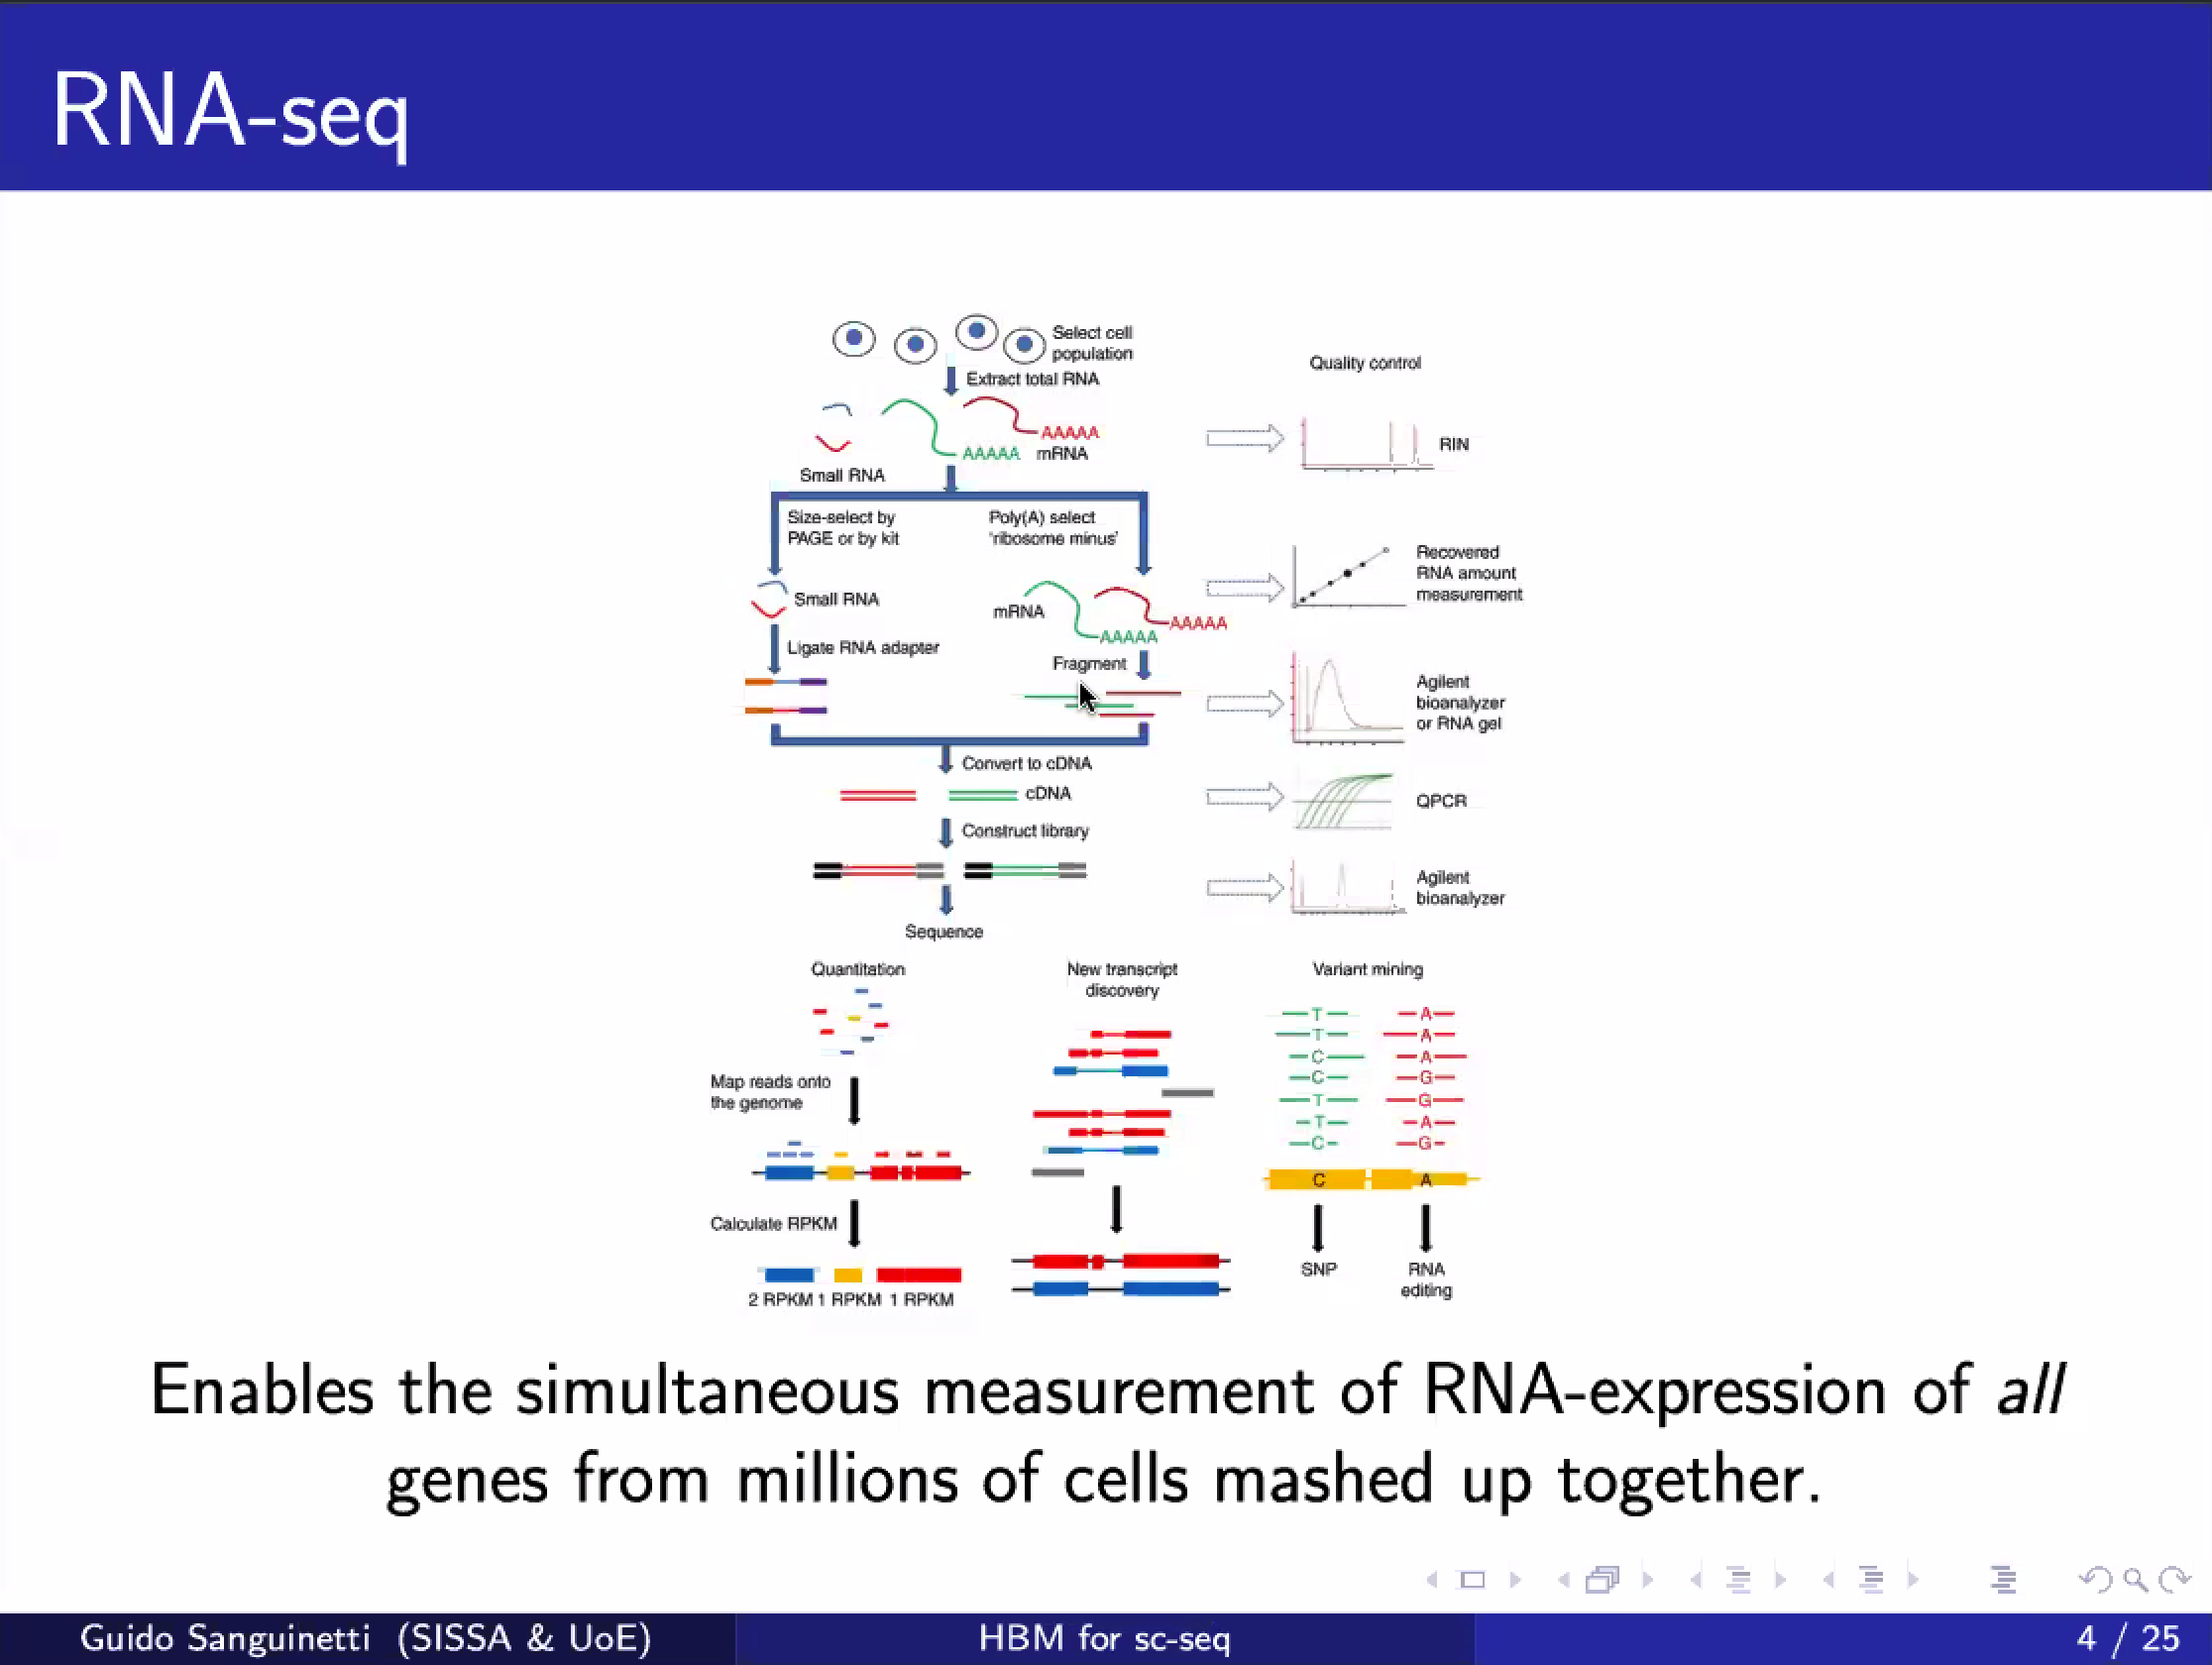 RNA-seq
Select cell
population
Extract total RNA
AAAAA
AAAAA mRNA
Small RNA
Size-select by
PAGE or by kit
Poly(A) select
'ribosome minus'
Small RNA
mRNA
AAAAA
AAAAA
Ligate RNA adapter
Fragment
Convert to cDNA
cDNA
Construct library
Sequence
Quality control
RIN
Recovered
RNA amount
measurement
Agilent
bioanalyzer
or RNA gel
QPCR
Agilent
bioanalyzer
Quantitation
Map reads onto
the genome
Calculate RPKM
2 RPKM 1 RPKM 1 RPKM
New transcript
discovery
Variant mining
T A
T A
C A
C G
T G
T A
C G
C A
SNP
RNA
editing
Enables the simultaneous measurement of RNA-expression of all
genes from millions of cells mashed up together.
Guido Sanguinetti (SISSA & UoE) HBM for sc-seq 4 / 25